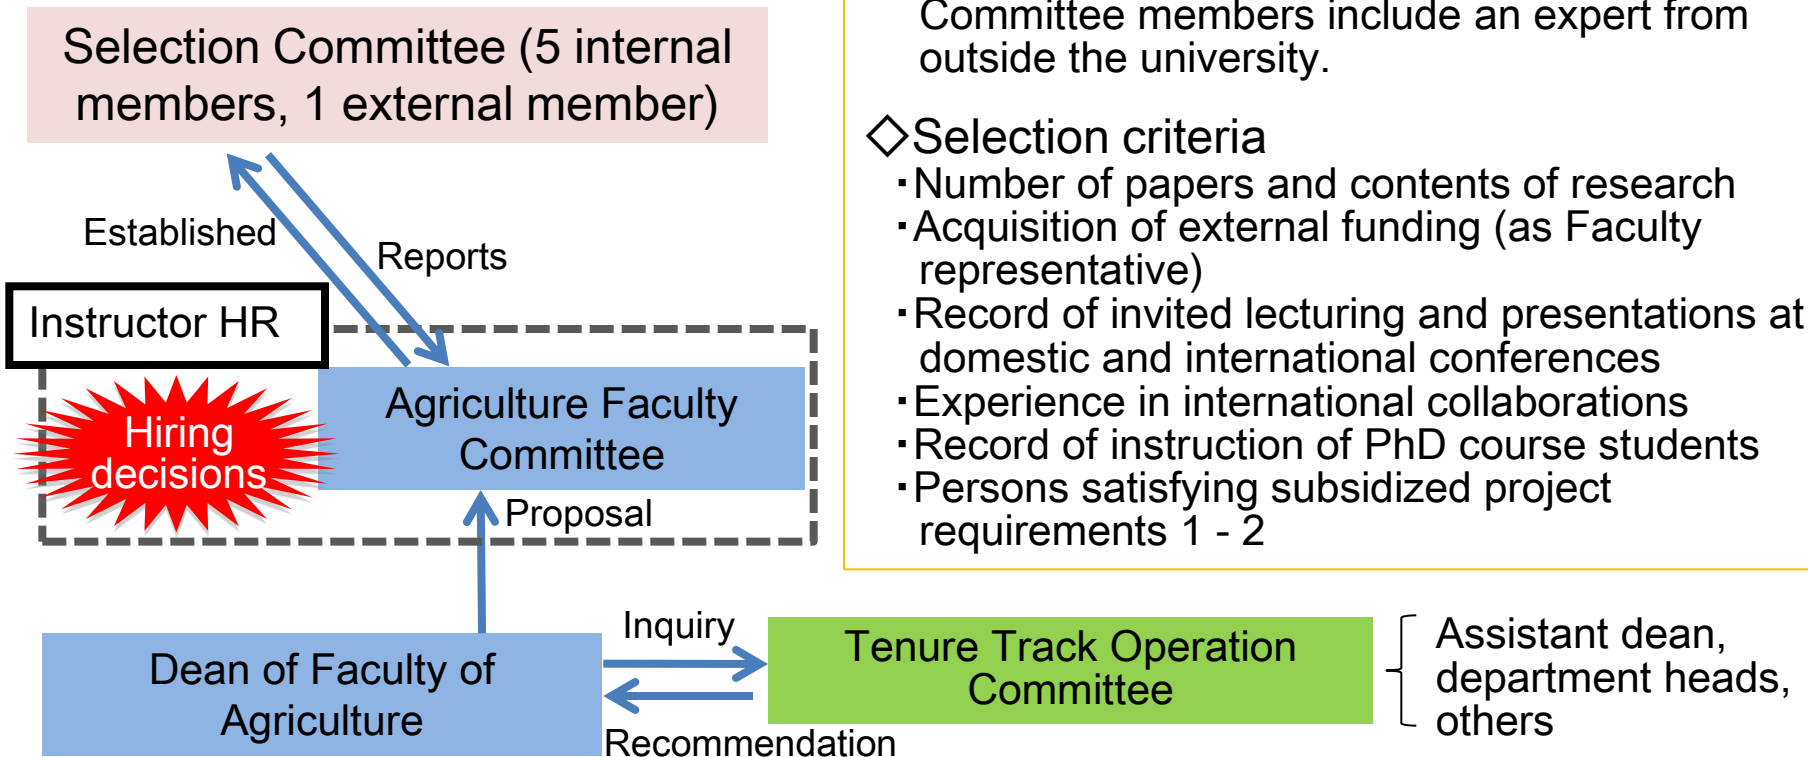 Selection Committee (5 internal
members, 1 external member)
Established
Reports
Instructor HR
Hiring
decisions
Agriculture Faculty
Committee
Proposal
Dean of Faculty of
Agriculture
Inquiry
Recommendation
Tenure Track Operation
Committee
Assistant dean,
department heads,
others
Committee members include an expert from
outside the university.
◇Selection criteria
・Number of papers and contents of research
・Acquisition of external funding (as Faculty
representative)
・Record of invited lecturing and presentations at
domestic and international conferences
・Experience in international collaborations
・Record of instruction of PhD course students
・Persons satisfying subsidized project
requirements 1 - 2